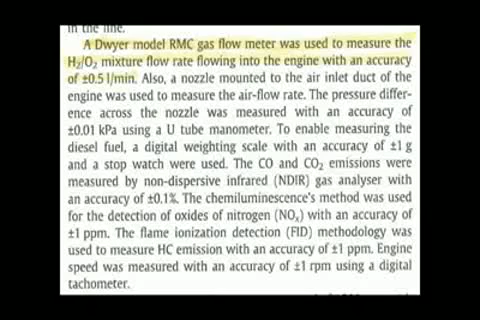 in the line.
A Dwyer model RMC gas flow meter was used to measure the
H₂/O₂ mixture flow rate flowing into the engine with an accuracy
of ±0.5 l/min. Also, a nozzle mounted to the air inlet duct of the
engine was used to measure the air-flow rate. The pressure differ-
ence across the nozzle was measured with an accuracy of
±0.01 kPa using a U tube manometer. To enable measuring the
diesel fuel, a digital weighting scale with an accuracy of ±1 g
and a stop watch were used. The CO and CO₂ emissions were
measured by non-dispersive infrared (NDIR) gas analyser with
an accuracy of ±0.1%. The chemiluminescence's method was used
for the detection of oxides of nitrogen (NOₓ) with an accuracy of
±1 ppm. The flame ionization detection (FID) methodology was
used to measure HC emission with an accuracy of ±1 ppm. Engine
speed was measured with an accuracy of ±1 rpm using a digital
tachometer.